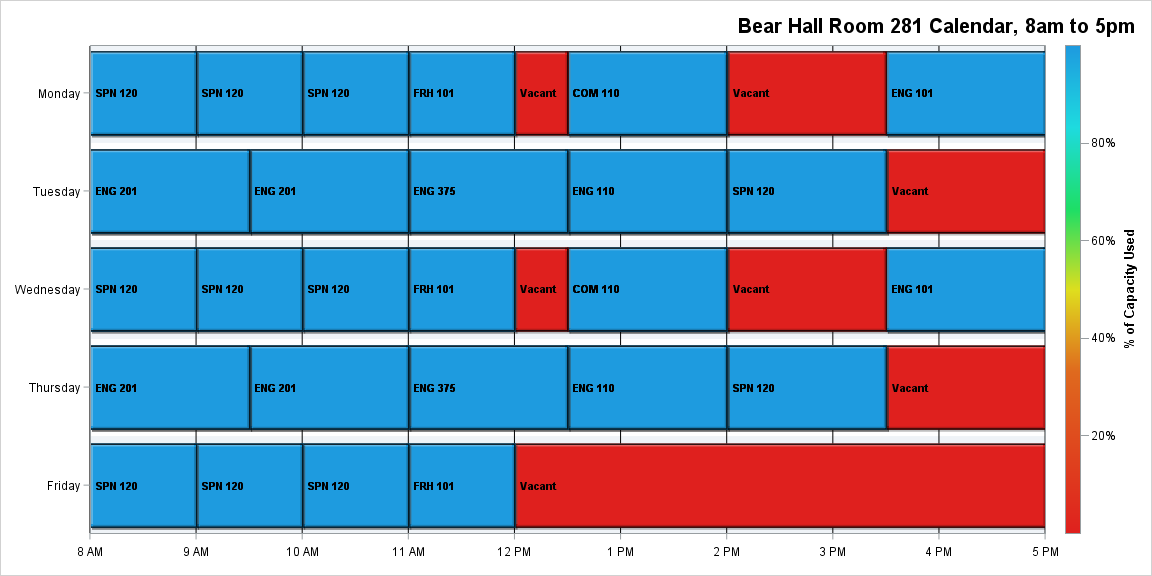 Bear Hall Room 281 Calendar, 8am to 5pm
Monday SPN 120 SPN 120 SPN 120 FRH 101 Vacant COM 110 Vacant ENG 101
80%
Tuesday ENG 201 ENG 201 ENG 375 ENG 110 SPN 120 Vacant
60%
% of Capacity Used
Wednesday SPN 120 SPN 120 SPN 120 FRH 101 Vacant COM 110 Vacant ENG 101
40%
Thursday ENG 201 ENG 201 ENG 375 ENG 110 SPN 120 Vacant
20%
Friday SPN 120 SPN 120 SPN 120 FRH 101 Vacant
8 AM 9 AM 10 AM 11 AM 12 PM 1 PM 2 PM 3 PM 4 PM 5 PM